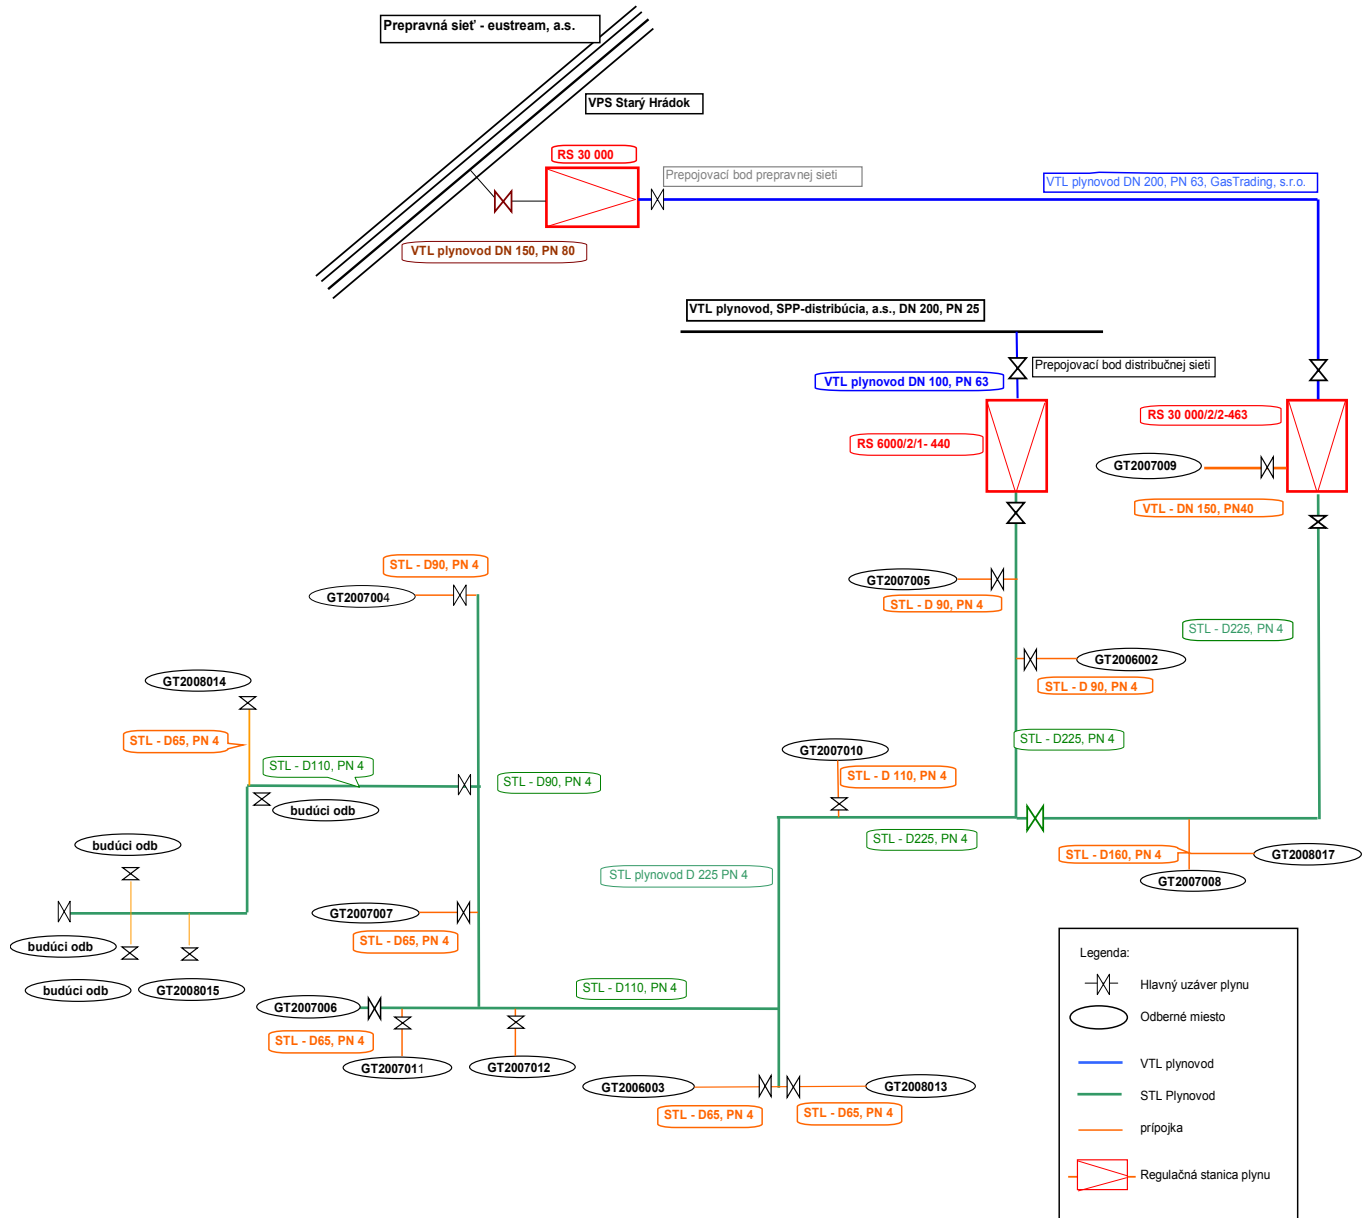 Prepravná sieť - eustream, a.s.
VPS Starý Hrádok
RS 30 000
Prepojovací bod prepravnej sieti
VTL plynovod DN 200, PN 63, GasTrading, s.r.o.
VTL plynovod DN 150, PN 80
VTL plynovod, SPP-distribúcia, a.s., DN 200, PN 25
Prepojovací bod distribučnej sieti
VTL plynovod DN 100, PN 63
RS 30 000/2/2-463
RS 6000/2/1- 440
GT2007009
VTL - DN 150, PN40
STL - D90, PN 4
GT2007004
GT2007005
STL - D 90, PN 4
STL - D225, PN 4
GT2006002
STL - D 90, PN 4
GT2008014
STL - D65, PN 4
STL - D225, PN 4
GT2007010
STL - D110, PN 4
STL - D90, PN 4
STL - D 110, PN 4
budúci odb
STL - D225, PN 4
budúci odb
STL plynovod D 225 PN 4
STL - D160, PN 4
GT2008017
GT2007008
GT2007007
STL - D65, PN 4
budúci odb
budúci odb
GT2008015
STL - D110, PN 4
GT2007006
STL - D65, PN 4
GT2007011
GT2007012
GT2006003
GT2008013
STL - D65, PN 4
STL - D65, PN 4
Legenda:
Hlavný uzáver plynu
Odberné miesto
VTL plynovod
STL Plynovod
prípojka
Regulačná stanica plynu